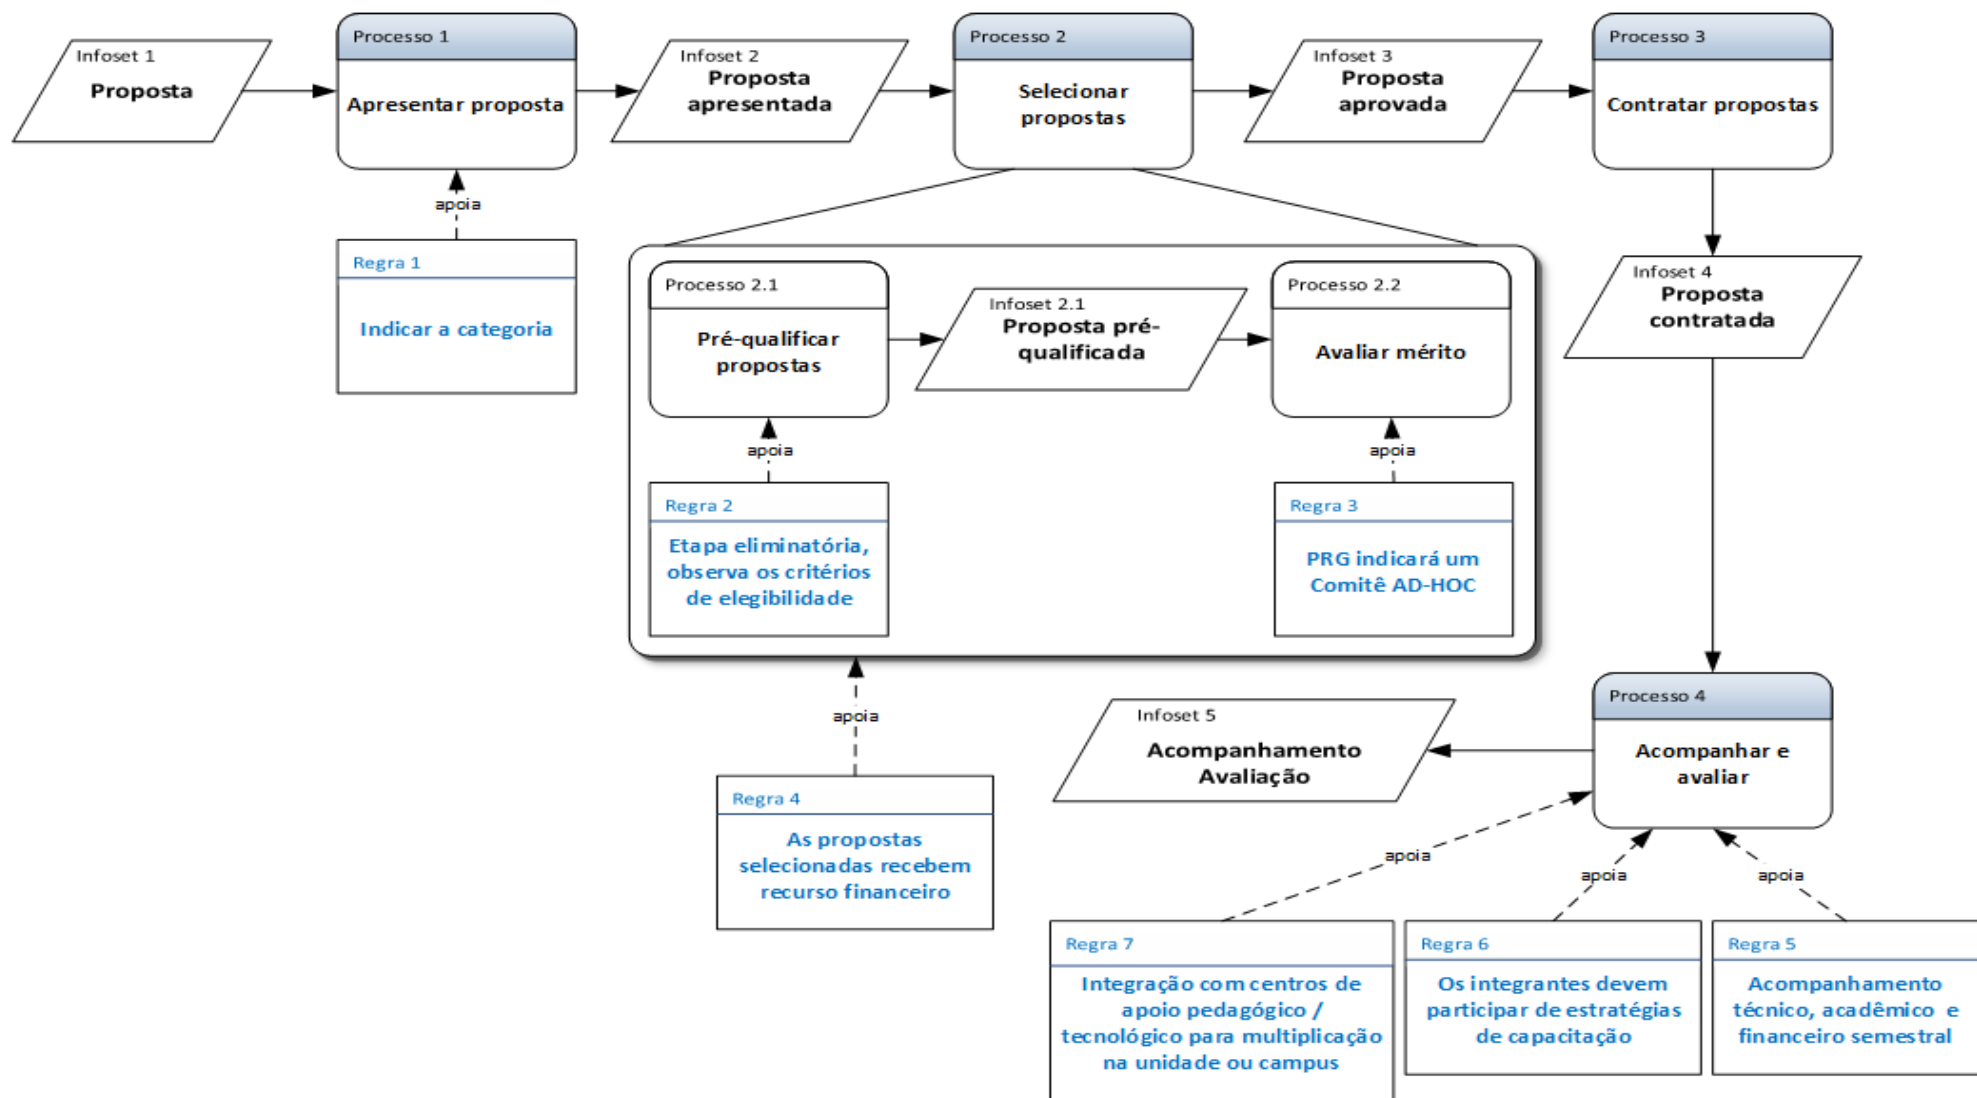 Infoset 1
Proposta
Processo 1
Apresentar proposta
Infoset 2
Proposta
apresentada
Processo 2
Selecionar
propostas
Infoset 3
Proposta
aprovada
Processo 3
Contratar propostas
apoia
Regra 1
Indicar a categoria
Processo 2.1
Pré-qualificar
propostas
Infoset 2.1
Proposta pré-
qualificada
Processo 2.2
Avaliar mérito
Infoset 4
Proposta
contratada
apoia
apoia
Regra 2
Etapa eliminatória,
observa os critérios
de elegibilidade
Regra 3
PRG indicará um
Comitê AD-HOC
apoia
Regra 4
As propostas
selecionadas recebem
recurso financeiro
Infoset 5
Acompanhamento
Avaliação
Processo 4
Acompanhar e
avaliar
apoia
apoia
apoia
Regra 7
Integração com centros de
apoio pedagógico /
tecnológico para multiplicação
na unidade ou campus
Regra 6
Os integrantes devem
participar de estratégias
de capacitação
Regra 5
Acompanhamento
técnico, acadêmico e
financeiro semestral